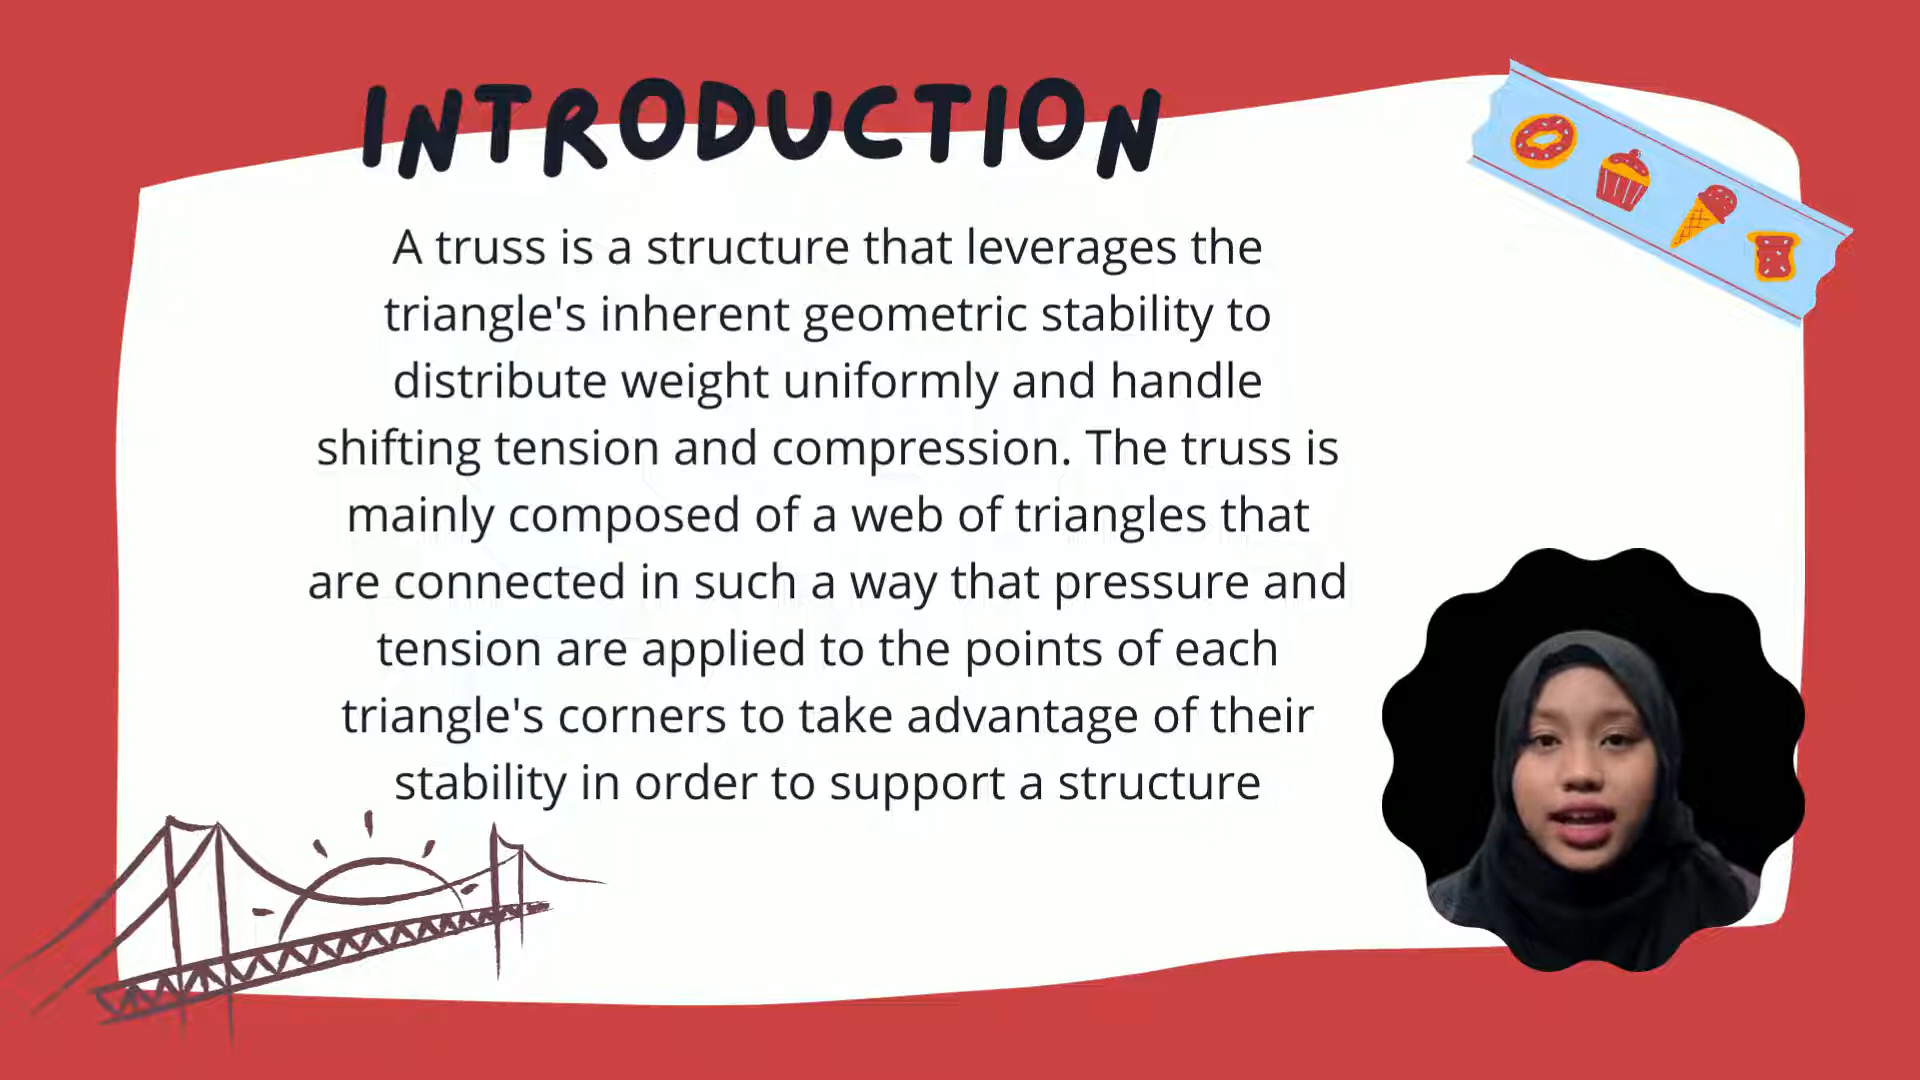 INTRODUCTION
A truss is a structure that leverages the
triangle's inherent geometric stability to
distribute weight uniformly and handle
shifting tension and compression. The truss is
mainly composed of a web of triangles that
are connected in such a way that pressure and
tension are applied to the points of each
triangle's corners to take advantage of their
stability in order to support a structure